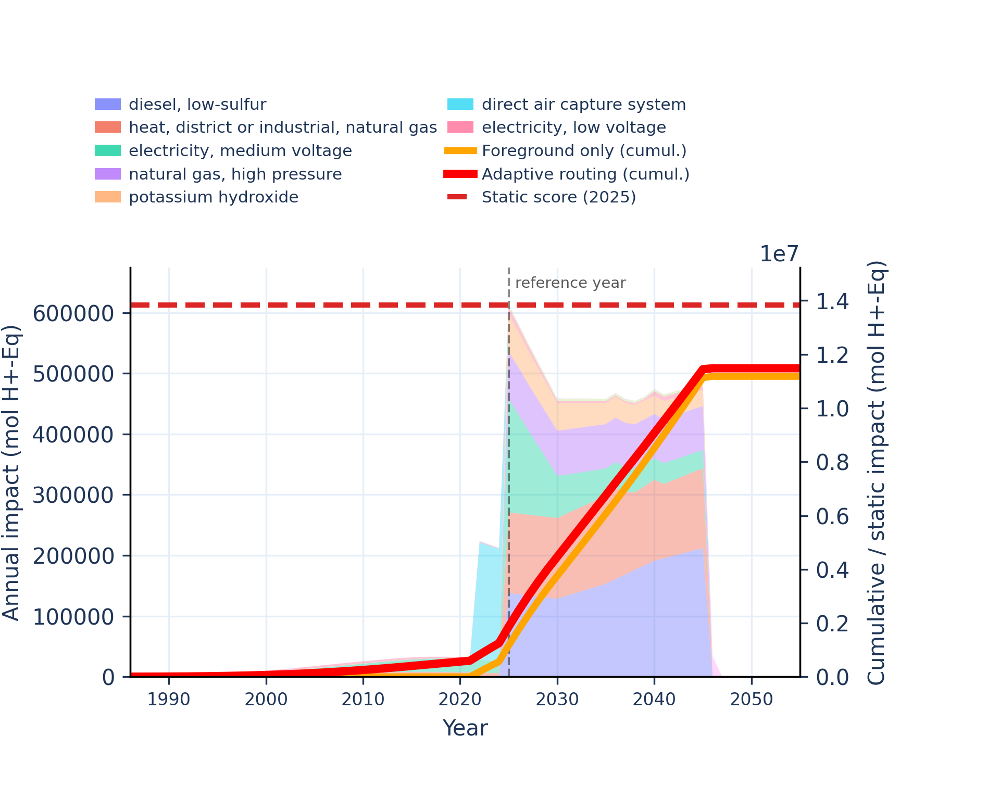 diesel, low-sulfur
heat, district or industrial, natural gas
electricity, medium voltage
natural gas, high pressure
potassium hydroxide
direct air capture system
electricity, low voltage
Foreground only (cumul.)
Adaptive routing (cumul.)
Static score (2025)
1e7
reference year
Annual impact (mol H+-Eq)
600000
500000
400000
300000
200000
100000
0
Cumulative / static impact (mol H+-Eq)
1.4
1.2
1.0
0.8
0.6
0.4
0.2
0.0
1990 2000 2010 2020 2030 2040 2050
Year